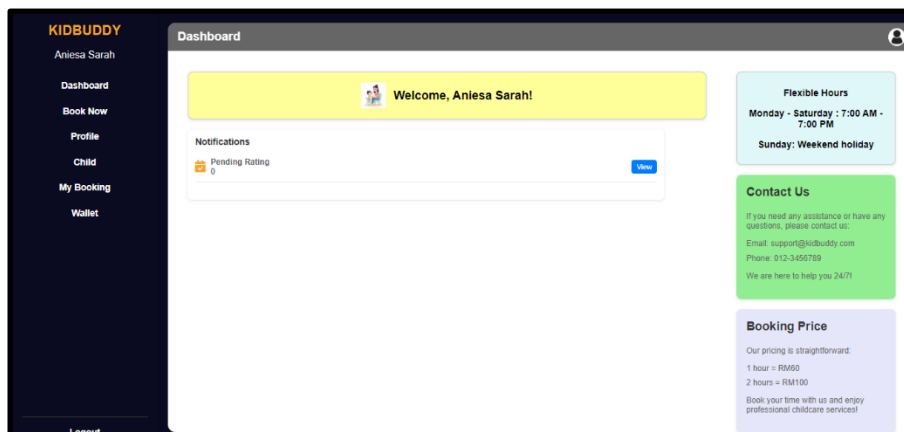 KIDBUDDY
Aniesa Sarah
Dashboard
Book Now
Profile
Child
My Booking
Wallet
Logout
Dashboard
Welcome, Aniesa Sarah!
Notifications
Pending Rating
0
View
Flexible Hours
Monday - Saturday : 7:00 AM -
7:00 PM
Sunday: Weekend holiday
Contact Us
If you need any assistance or have any
questions, please contact us:
Email: support@kidbuddy.com
Phone: 012-3456789
We are here to help you 24/7!
Booking Price
Our pricing is straightforward:
1 hour = RM60
2 hours = RM100
Book your time with us and enjoy
professional childcare services!